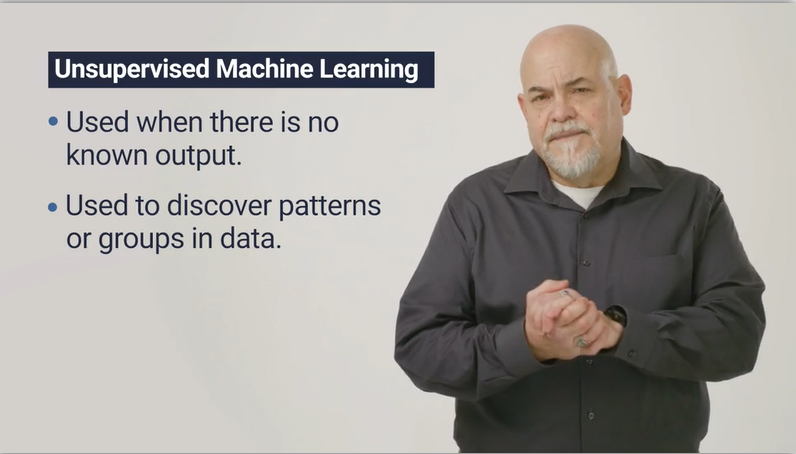 Unsupervised Machine Learning
• Used when there is no
known output.
• Used to discover patterns
or groups in data.